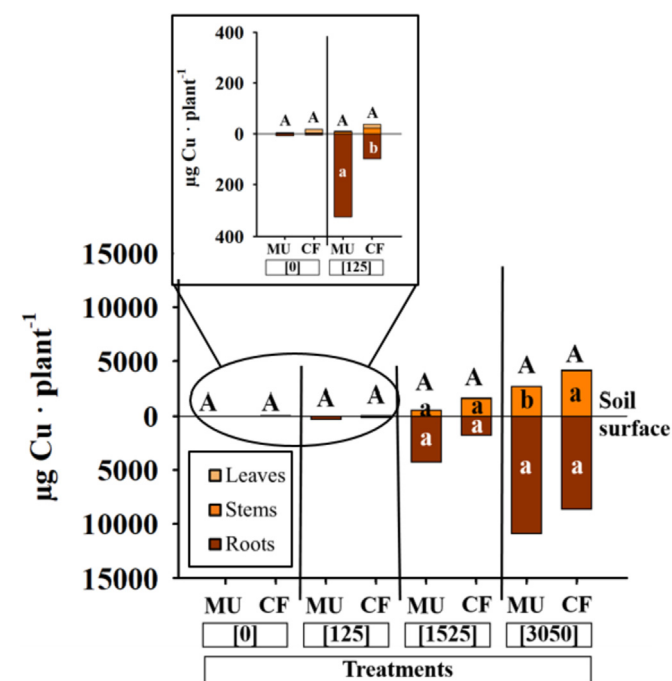 µg Cu · plant-1
400
200
0
200
400
A A A A
a b
MU CF MU CF
[0] [125]
µg Cu · plant-1
15000
10000
5000
0
5000
10000
15000
A A A A A A A A
a a b a
a a a a
Soil
surface
Leaves
Stems
Roots
MU CF MU CF MU CF MU CF
[0] [125] [1525] [3050]
Treatments